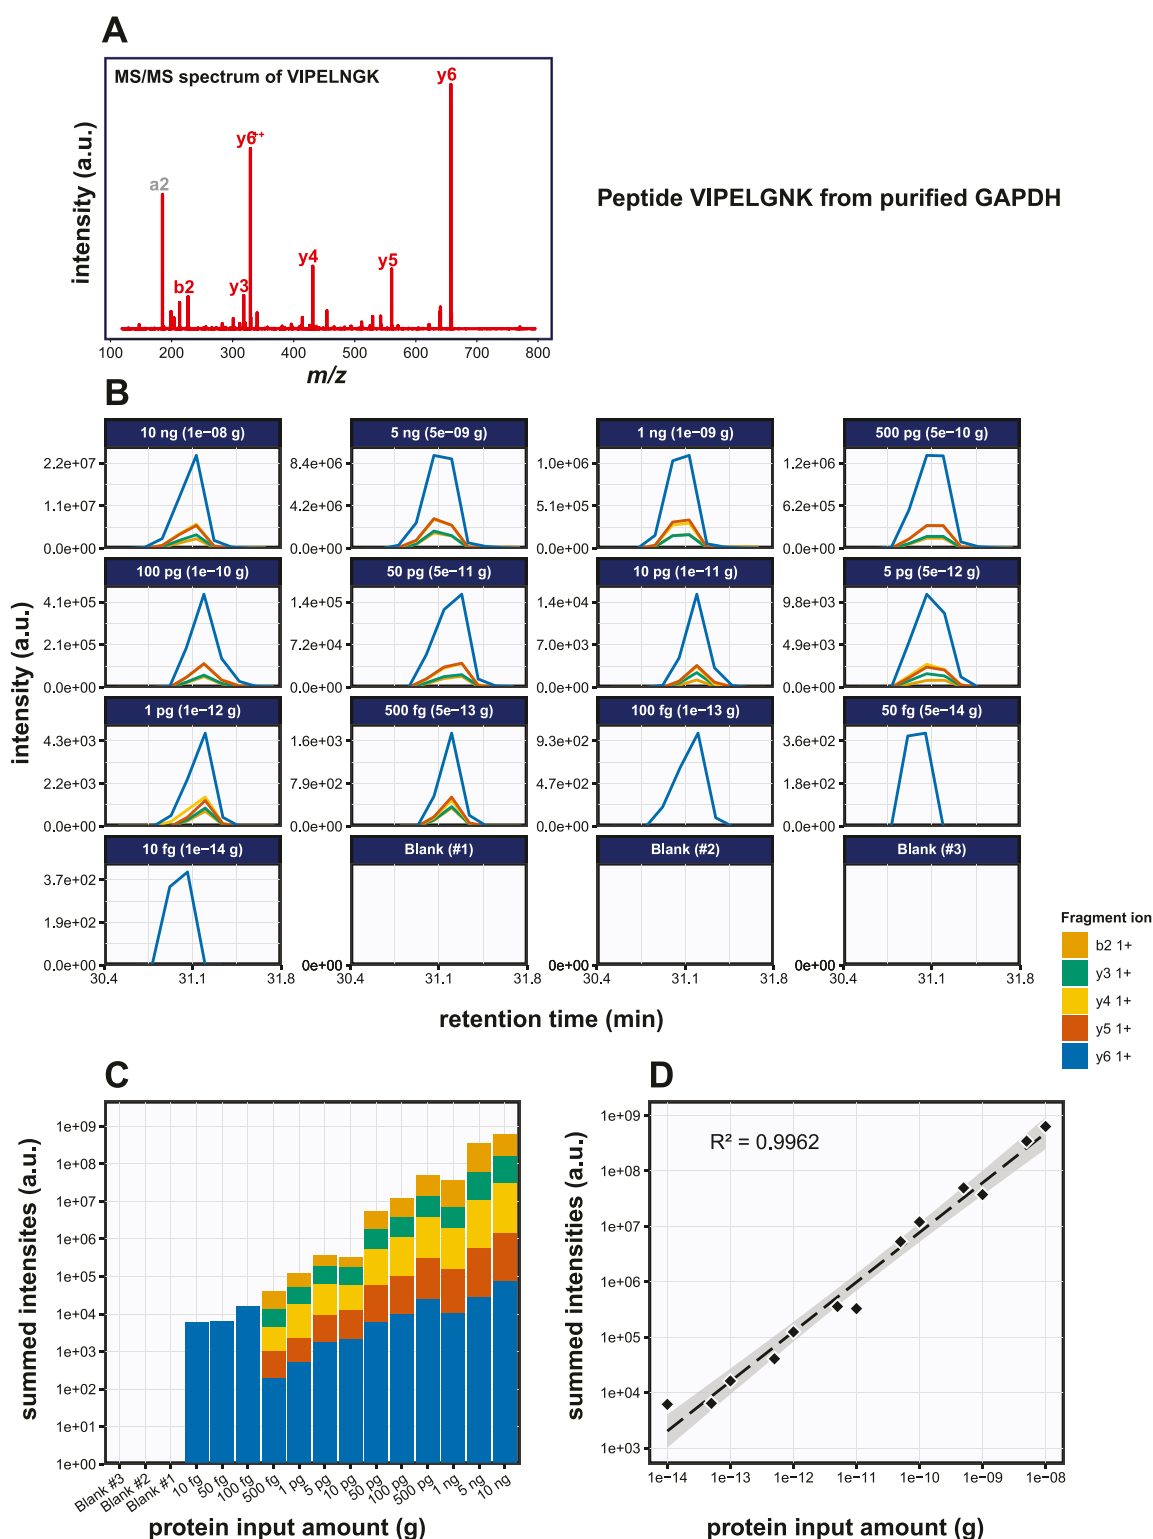 A
MS/MS spectrum of VIPELNGK
y6
y6++
a2
b2
y3
y4
y5
intensity (a.u.)
100 200 300 400 500 600 700 800
m/z
Peptide VIPELGNK from purified GAPDH
B
10 ng (1e−08 g) 5 ng (5e−09 g) 1 ng (1e−09 g) 500 pg (5e−10 g)
2.2e+07 8.4e+06 1.0e+06 1.2e+06
1.1e+07 4.2e+06 5.1e+05 6.2e+05
0.0e+00 0.0e+00 0.0e+00 0.0e+00
100 pg (1e−10 g) 50 pg (5e−11 g) 10 pg (1e−11 g) 5 pg (5e−12 g)
4.1e+05 1.4e+05 1.4e+04 9.8e+03
2.1e+05 7.2e+04 7.0e+03 4.9e+03
0.0e+00 0.0e+00 0.0e+00 0.0e+00
1 pg (1e−12 g) 500 fg (5e−13 g) 100 fg (1e−13 g) 50 fg (5e−14 g)
4.3e+03 1.6e+03 9.3e+02 3.6e+02
2.2e+03 7.9e+02 4.7e+02 1.8e+02
0.0e+00 0.0e+00 0.0e+00 0.0e+00
10 fg (1e−14 g) Blank (#1) Blank (#2) Blank (#3)
3.7e+02
1.9e+02
0.0e+00 0e+00 0e+00 0e+00
30.4 31.1 31.8 30.4 31.1 31.8 30.4 31.1 31.8 30.4 31.1 31.8
intensity (a.u.)
retention time (min)
Fragment ion
b2 1+
y3 1+
y4 1+
y5 1+
y6 1+
C
summed intensites (a.u.)
1e+09
1e+08
1e+07
1e+06
1e+05
1e+04
1e+03
1e+02
1e+01
1e+00
Blank #3 Blank #2 Blank #1 10 fg 50 fg 100 fg 500 fg 1 pg 5 pg 10 pg 50 pg 100 pg 500 pg 1 ng 5 ng 10 ng
protein input amount (g)
D
summed intensities (a.u.)
R² = 0.9962
1e+09
1e+08
1e+07
1e+06
1e+05
1e+04
1e+03
1e−14 1e−13 1e−12 1e−11 1e−10 1e−09 1e−08
protein input amount (g)